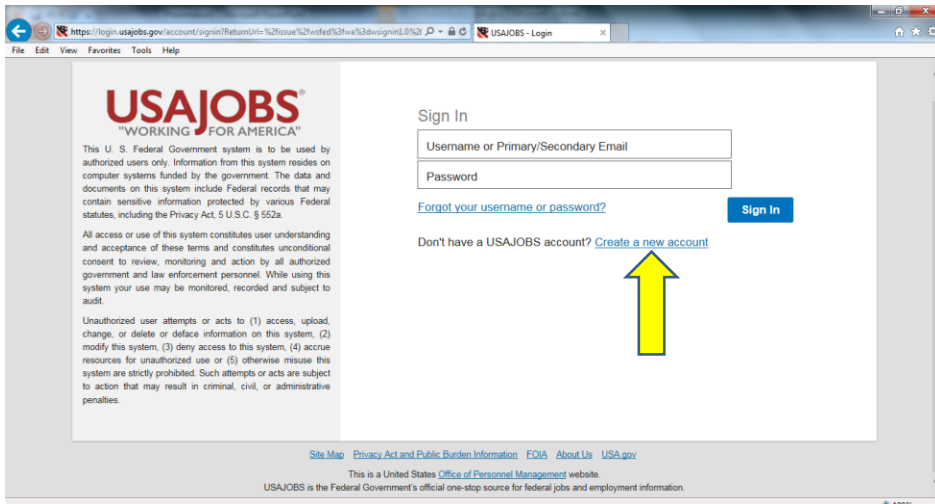 https://login.usajobs.gov/account/signin?ReturnUrl=%2fissue%2fwsfed%3fwa%3dwsignin1.0%2
USAJOBS - Login
File Edit View Favorites Tools Help
USAJOBS®
"WORKING FOR AMERICA"
This U. S. Federal Government system is to be used by
authorized users only. Information from this system resides on
computer systems funded by the government. The data and
documents on this system include Federal records that may
contain sensitive information protected by various Federal
statutes, including the Privacy Act, 5 U.S.C. § 552a.
All access or use of this system constitutes user understanding
and acceptance of these terms and constitutes unconditional
consent to review, monitoring and action by all authorized
government and law enforcement personnel. While using this
system your use may be monitored, recorded and subject to
audit.
Unauthorized user attempts or acts to (1) access, upload,
change, or delete or deface information on this system, (2)
modify this system, (3) deny access to this system, (4) accrue
resources for unauthorized use or (5) otherwise misuse this
system are strictly prohibited. Such attempts or acts are subject
to action that may result in criminal, civil, or administrative
penalties.
Sign In
Username or Primary/Secondary Email
Password
Forgot your username or password?
Sign In
Don't have a USAJOBS account? Create a new account
Site Map Privacy Act and Public Burden Information FOIA About Us USA.gov
This is a United States Office of Personnel Management website.
USAJOBS is the Federal Government's official one-stop source for federal jobs and employment information.